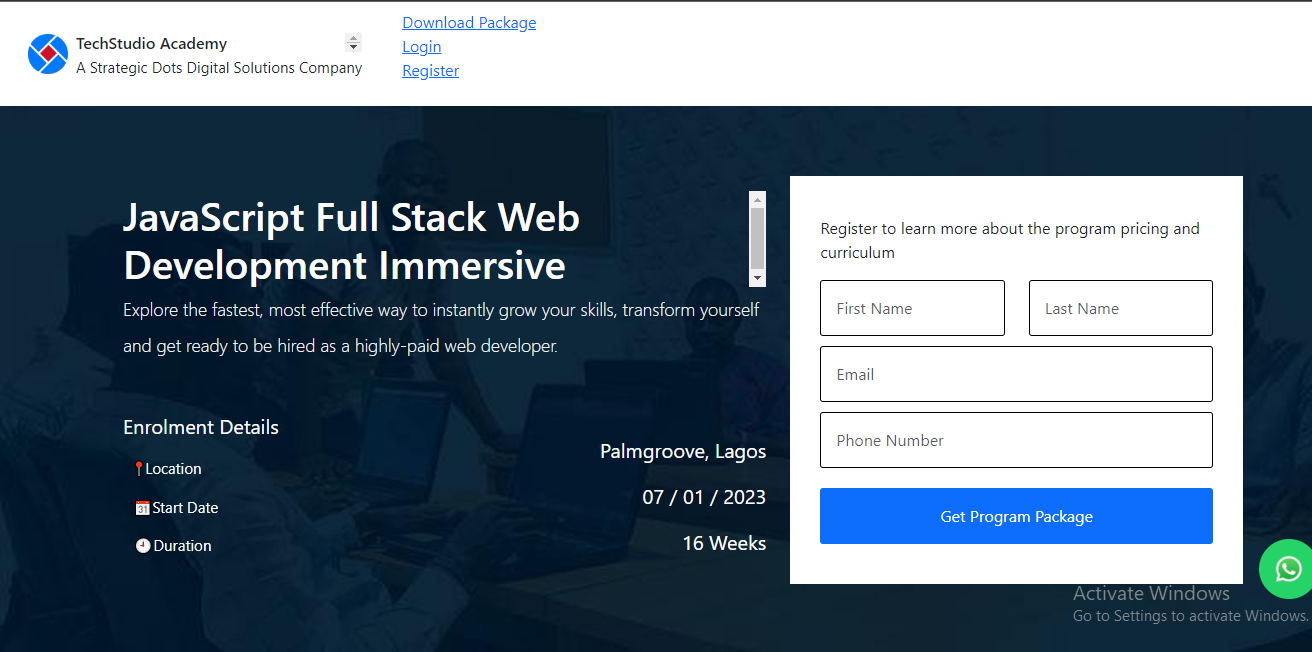 TechStudio Academy
A Strategic Dots Digital Solutions Company
Download Package
Login
Register
JavaScript Full Stack Web
Development Immersive
Explore the fastest, most effective way to instantly grow your skills, transform yourself
and get ready to be hired as a highly-paid web developer.
Enrolment Details
Location
Palmgroove, Lagos
Start Date
07 / 01 / 2023
Duration
16 Weeks
Register to learn more about the program pricing and
curriculum
First Name
Last Name
Email
Phone Number
Get Program Package
Activate Windows
Go to Settings to activate Windows.